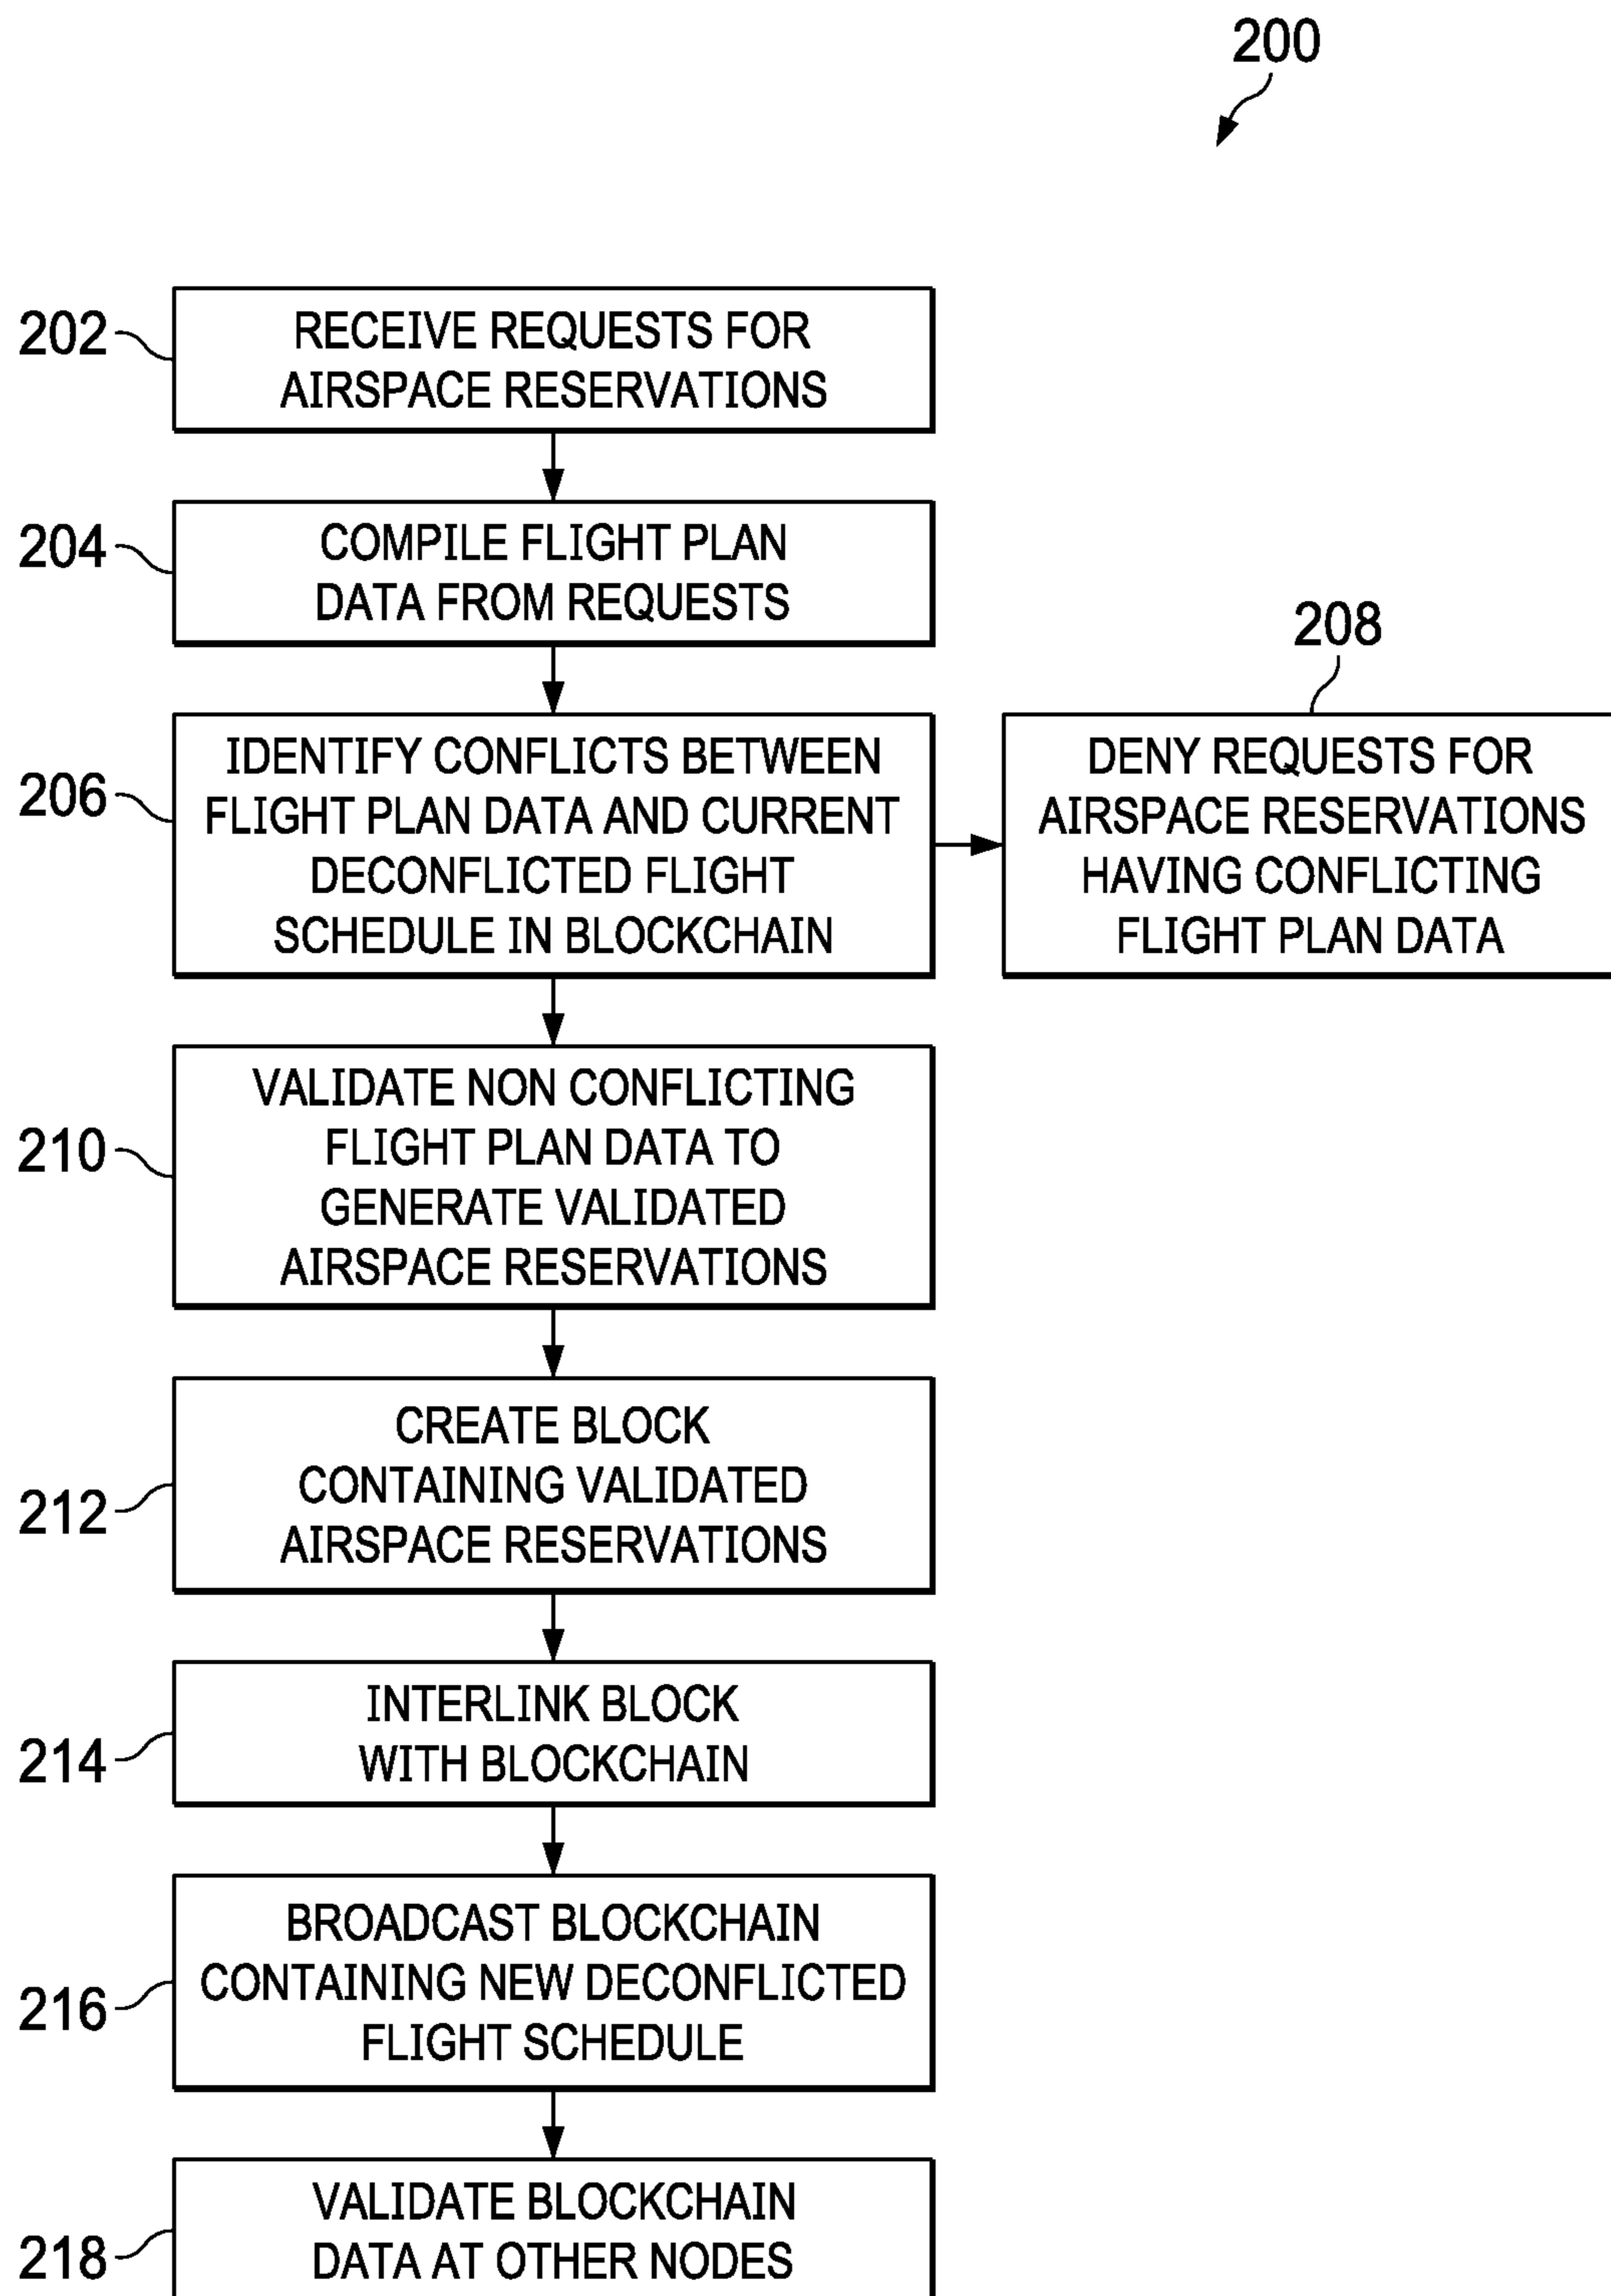 200
202
RECEIVE REQUESTS FOR
AIRSPACE RESERVATIONS
204
COMPILE FLIGHT PLAN
DATA FROM REQUESTS
206
IDENTIFY CONFLICTS BETWEEN
FLIGHT PLAN DATA AND CURRENT
DECONFLICTED FLIGHT
SCHEDULE IN BLOCKCHAIN
208
DENY REQUESTS FOR
AIRSPACE RESERVATIONS
HAVING CONFLICTING
FLIGHT PLAN DATA
210
VALIDATE NON CONFLICTING
FLIGHT PLAN DATA TO
GENERATE VALIDATED
AIRSPACE RESERVATIONS
212
CREATE BLOCK
CONTAINING VALIDATED
AIRSPACE RESERVATIONS
214
INTERLINK BLOCK
WITH BLOCKCHAIN
216
BROADCAST BLOCKCHAIN
CONTAINING NEW DECONFLICTED
FLIGHT SCHEDULE
218
VALIDATE BLOCKCHAIN
DATA AT OTHER NODES